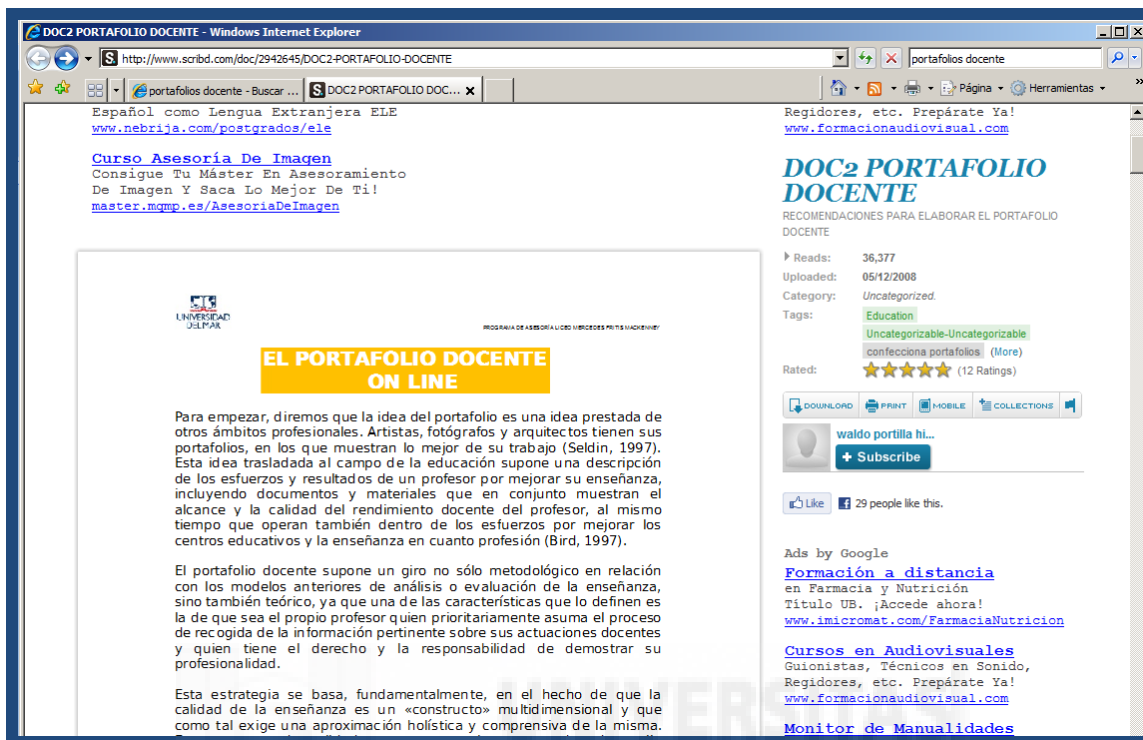 DOC2 PORTAFOLIO DOCENTE - Windows Internet Explorer
http://www.scribd.com/doc/2942645/DOC2-PORTAFOLIO-DOCENTE
portafolios docente
portafolios docente - Buscar ...
DOC2 PORTAFOLIO DOC...
Página
Herramientas
Español como Lengua Extranjera ELE
www.nebrija.com/postgrados/ele
Curso Asesoría De Imagen
Consigue Tu Máster En Asesoramiento
De Imagen Y Saca Lo Mejor De Ti!
master.mqmp.es/AsesoriaDeImagen
UNIVERSIDAD
DEL MAR
PROGRAMA DE ASESORÍA LICEO MERCEDES FRITIS MACKENNEY
EL PORTAFOLIO DOCENTE
ON LINE
Para empezar, diremos que la idea del portafolio es una idea prestada de
otros ámbitos profesionales. Artistas, fotógrafos y arquitectos tienen sus
portafolios, en los que muestran lo mejor de su trabajo (Seldin, 1997).
Esta idea trasladada al campo de la educación supone una descripción
de los esfuerzos y resultados de un profesor por mejorar su enseñanza,
incluyendo documentos y materiales que en conjunto muestran el
alcance y la calidad del rendimiento docente del profesor, al mismo
tiempo que operan también dentro de los esfuerzos por mejorar los
centros educativos y la enseñanza en cuanto profesión (Bird, 1997).
El portafolio docente supone un giro no sólo metodológico en relación
con los modelos anteriores de análisis o evaluación de la enseñanza,
sino también teórico, ya que una de las características que lo definen es
la de que sea el propio profesor quien prioritariamente asuma el proceso
de recogida de la información pertinente sobre sus actuaciones docentes
y quien tiene el derecho y la responsabilidad de demostrar su
profesionalidad.
Esta estrategia se basa, fundamentalmente, en el hecho de que la
calidad de la enseñanza es un «constructo» multidimensional y que
como tal exige una aproximación holística y comprensiva de la misma.
Regidores, etc. Prepárate Ya!
www.formacionaudiovisual.com
DOC2 PORTAFOLIO
DOCENTE
RECOMENDACIONES PARA ELABORAR EL PORTAFOLIO
DOCENTE
Reads: 36,377
Uploaded: 05/12/2008
Category: Uncategorized.
Tags: Education
Uncategorizable-Uncategorizable
confecciona portafolios (More)
Rated: (12 Ratings)
DOWNLOAD PRINT MOBILE COLLECTIONS
waldo portilla hi...
+ Subscribe
Like 29 people like this.
Ads by Google
Formación a distancia
en Farmacia y Nutrición
Título UB. ¡Accede ahora!
www.imicromat.com/FarmaciaNutricion
Cursos en Audiovisuales
Guionistas, Técnicos en Sonido,
Regidores, etc. Prepárate Ya!
www.formacionaudiovisual.com
Monitor de Manualidades
UNIVERSITAS